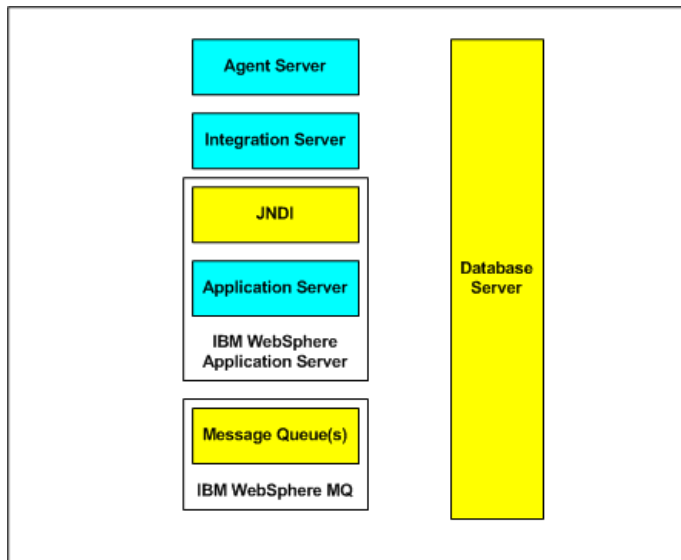 Agent Server
Integration Server
JNDI
Application Server
IBM WebSphere
Application Server
Message Queue(s)
IBM WebSphere MQ
Database
Server